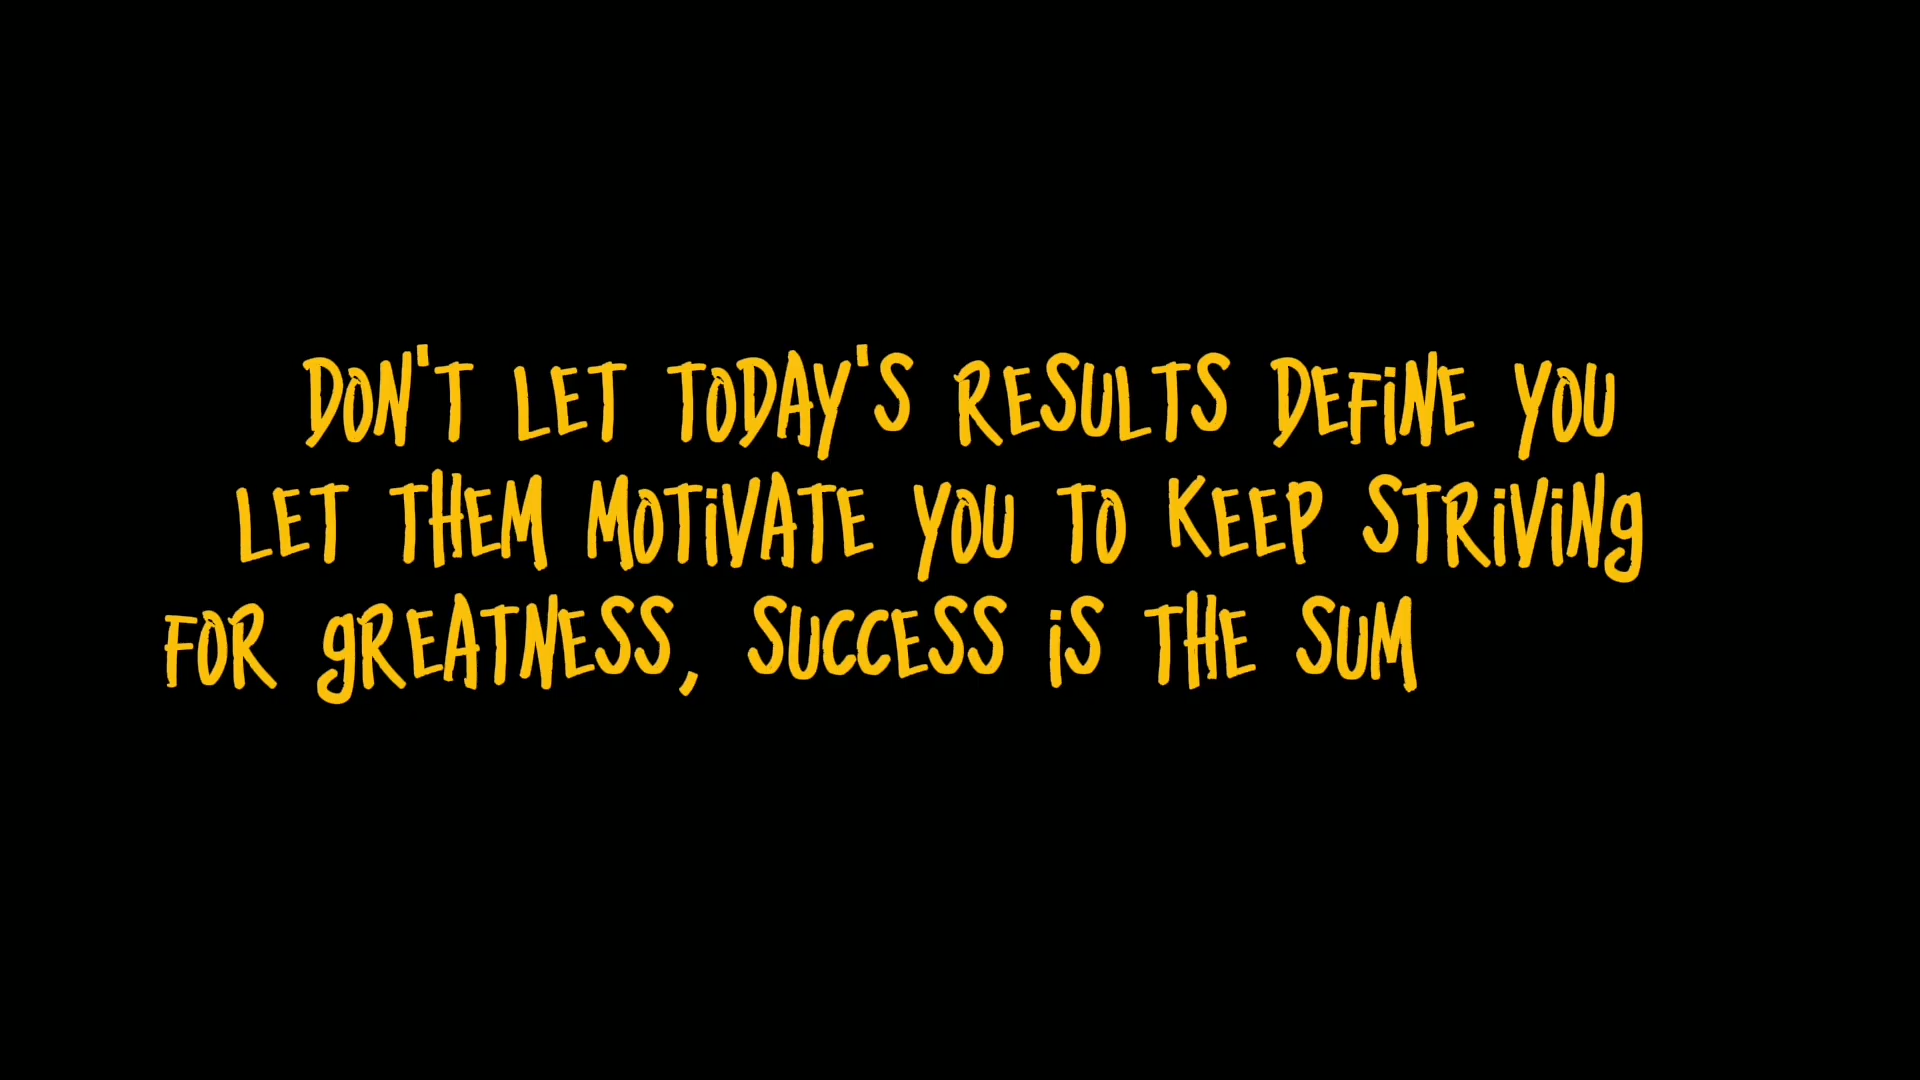 DON'T LET TODAY'S RESULTS DEFINE YOU
LET THEM MOTIVATE YOU TO KEEP STRIVING
FOR GREATNESS, SUCCESS IS THE SUM